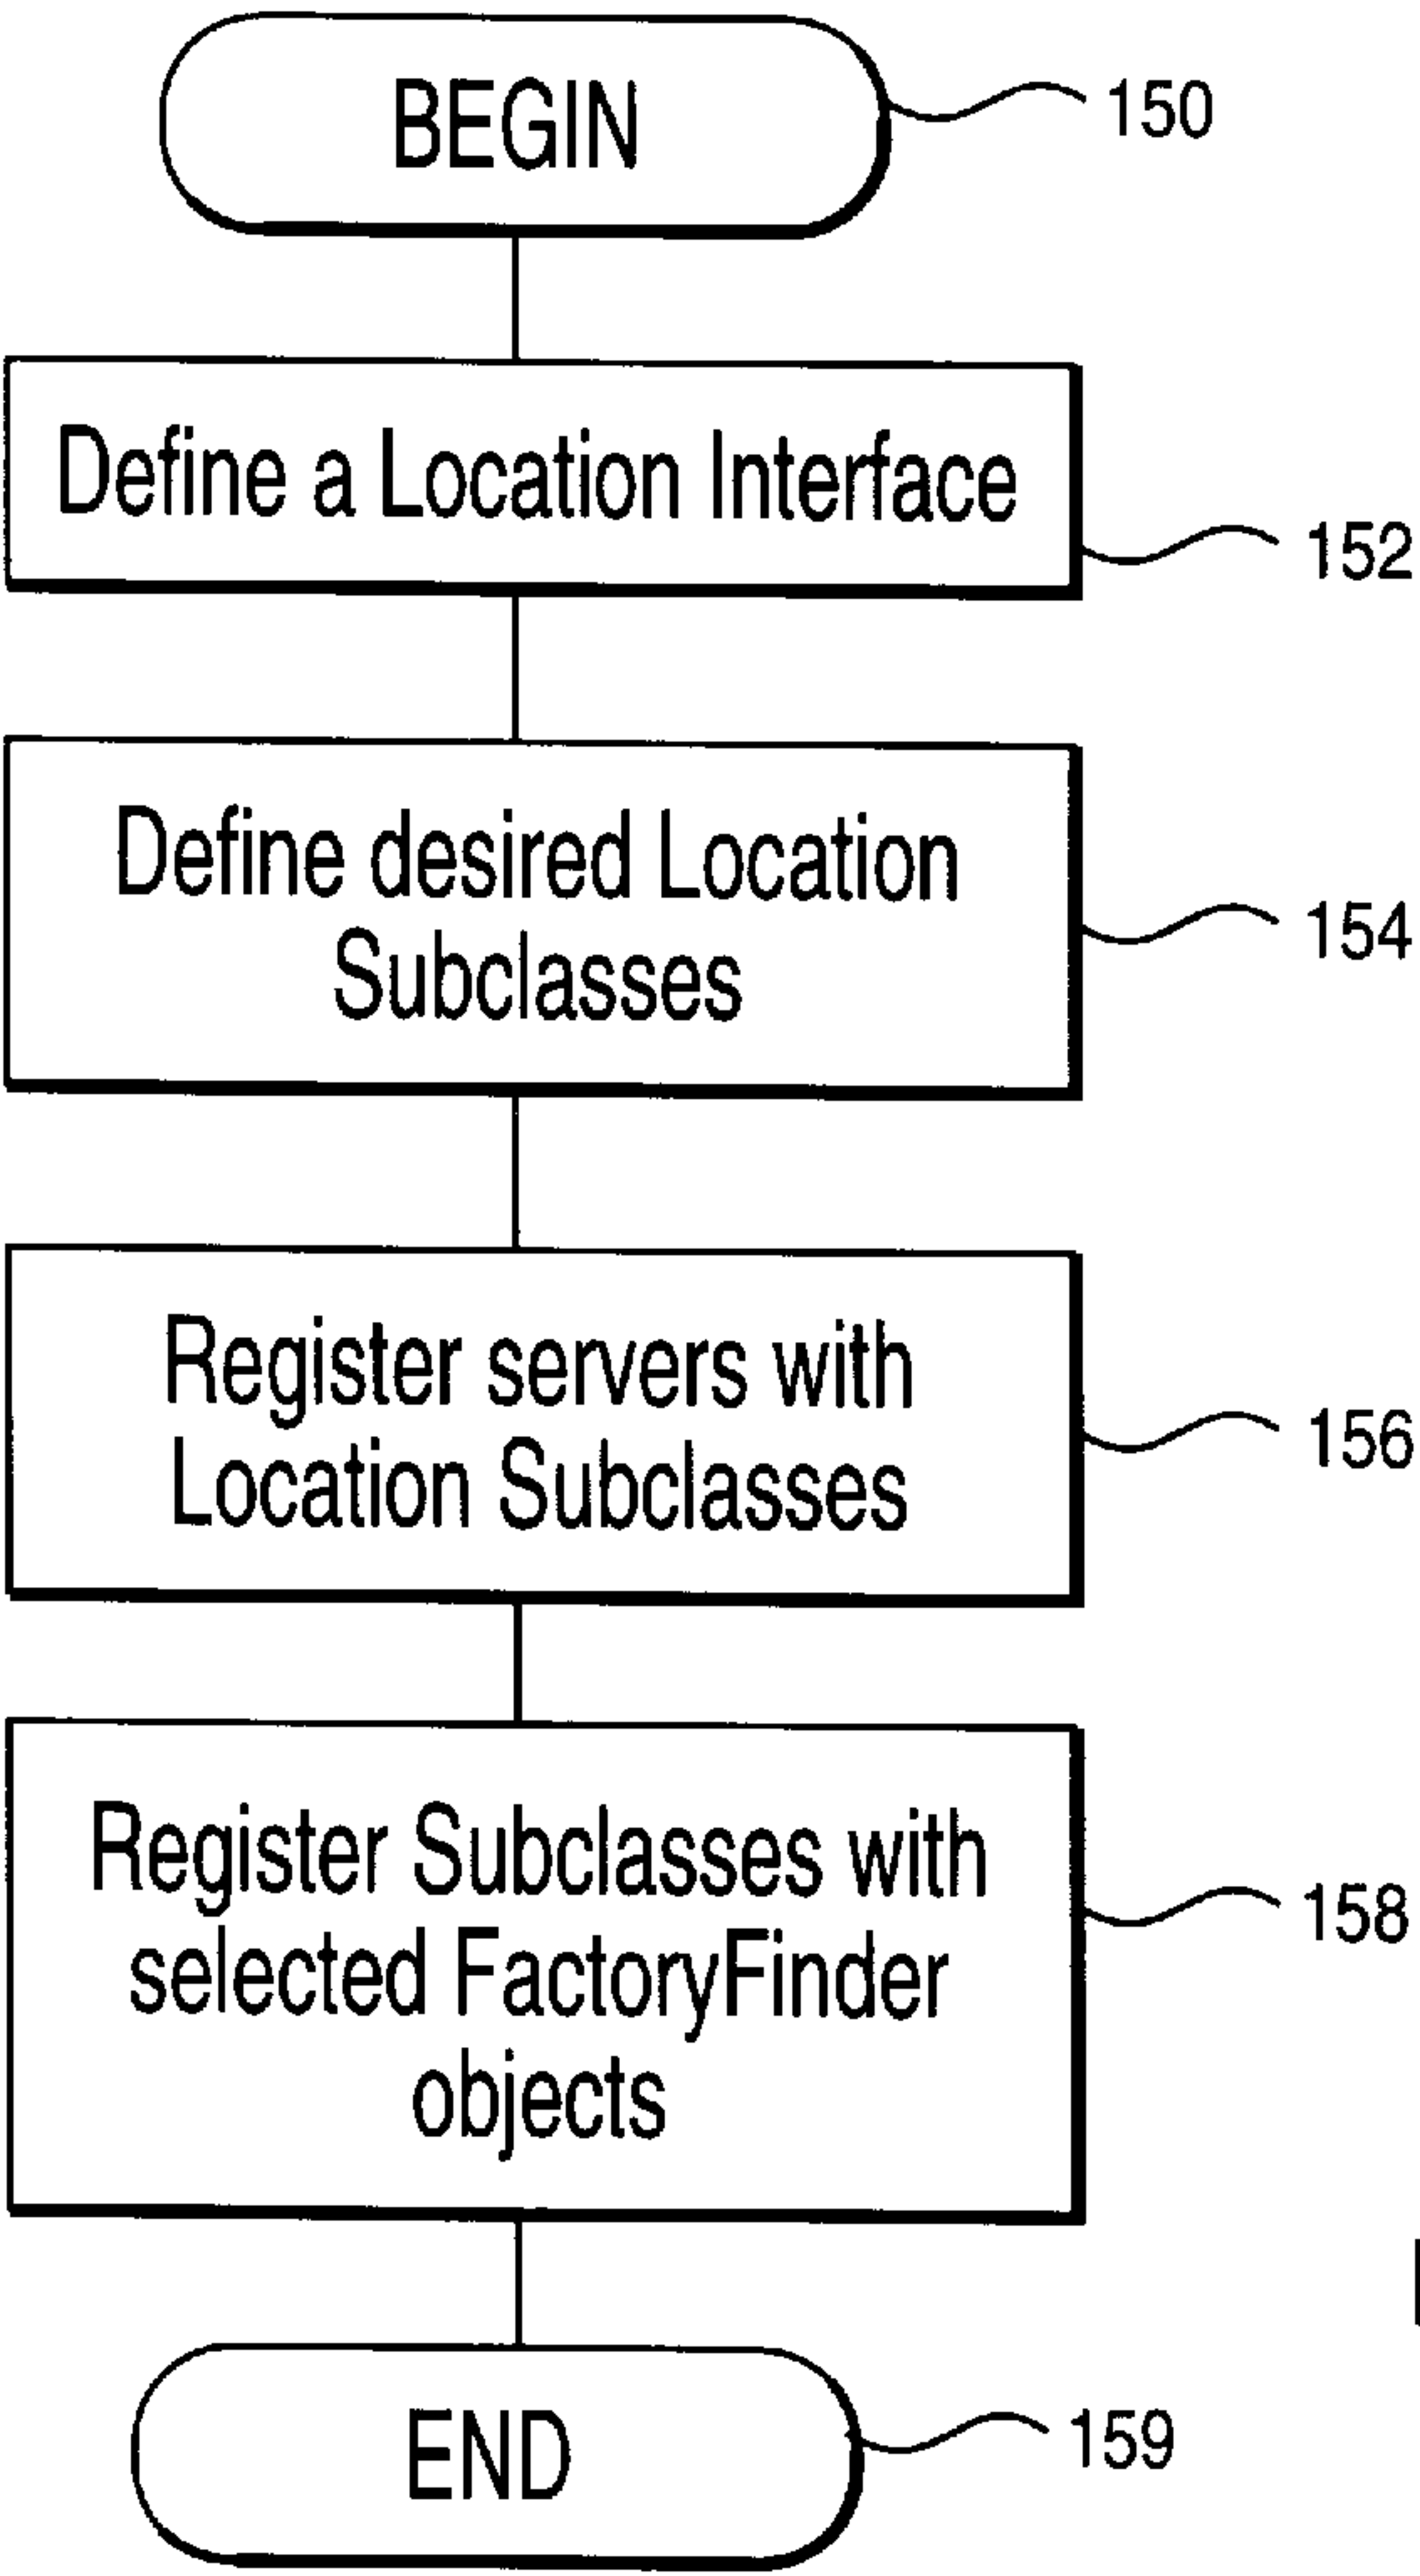 BEGIN
150
Define a Location Interface
152
Define desired Location
Subclasses
154
Register servers with
Location Subclasses
156
Register Subclasses with
selected FactoryFinder
objects
158
END
159